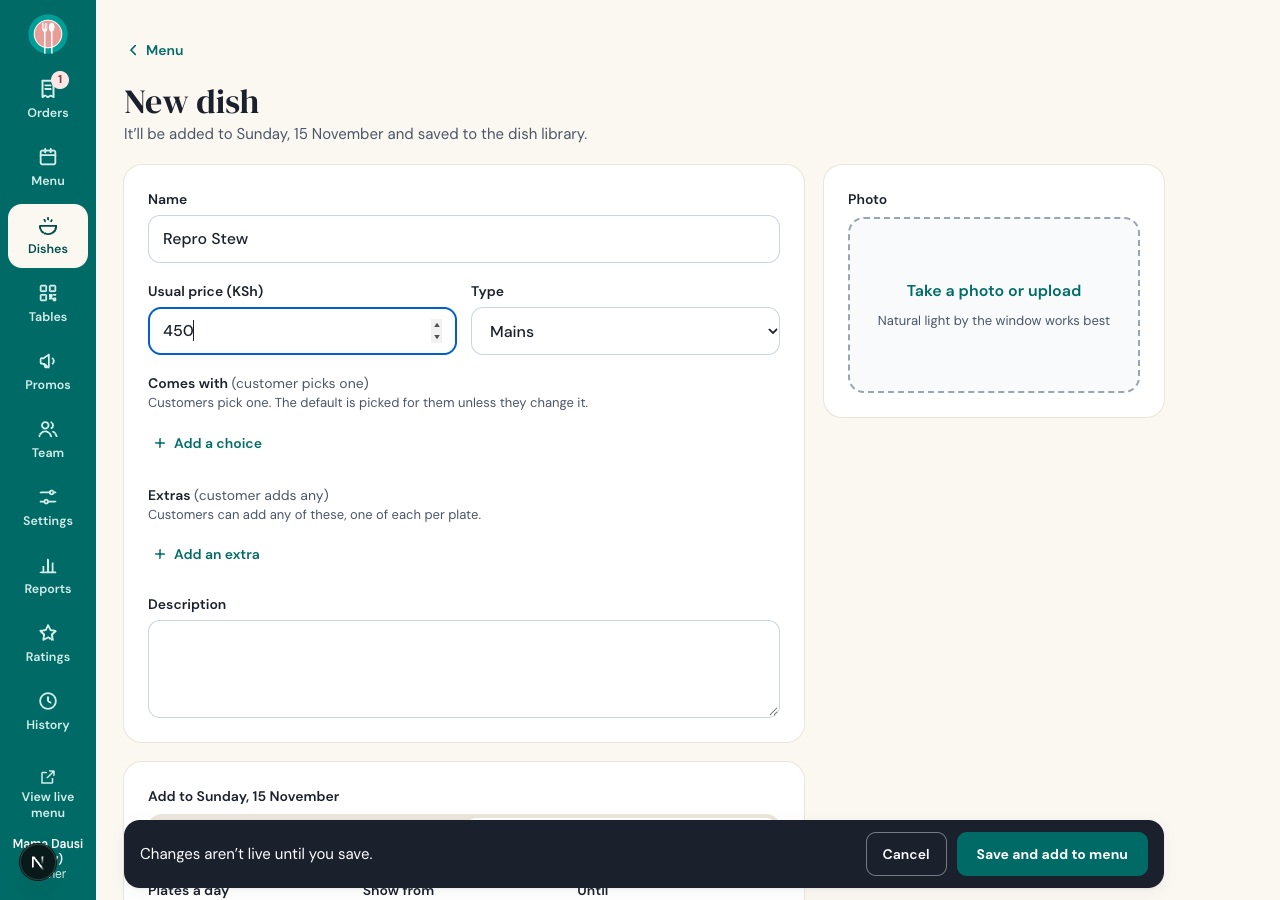 1
Orders
Menu
Dishes
Tables
Promos
Team
Settings
Reports
Ratings
History
View live
menu
Mama Dausi
Menu
New dish
It’ll be added to Sunday, 15 November and saved to the dish library.
Name
Repro Stew
Usual price (KSh)
Type
450
Mains
Comes with (customer picks one)
Customers pick one. The default is picked for them unless they change it.
+ Add a choice
Extras (customer adds any)
Customers can add any of these, one of each per plate.
+ Add an extra
Description
Photo
Take a photo or upload
Natural light by the window works best
Add to Sunday, 15 November
Changes aren’t live until you save.
Cancel
Save and add to menu
Plates a day
Show from
Until
N